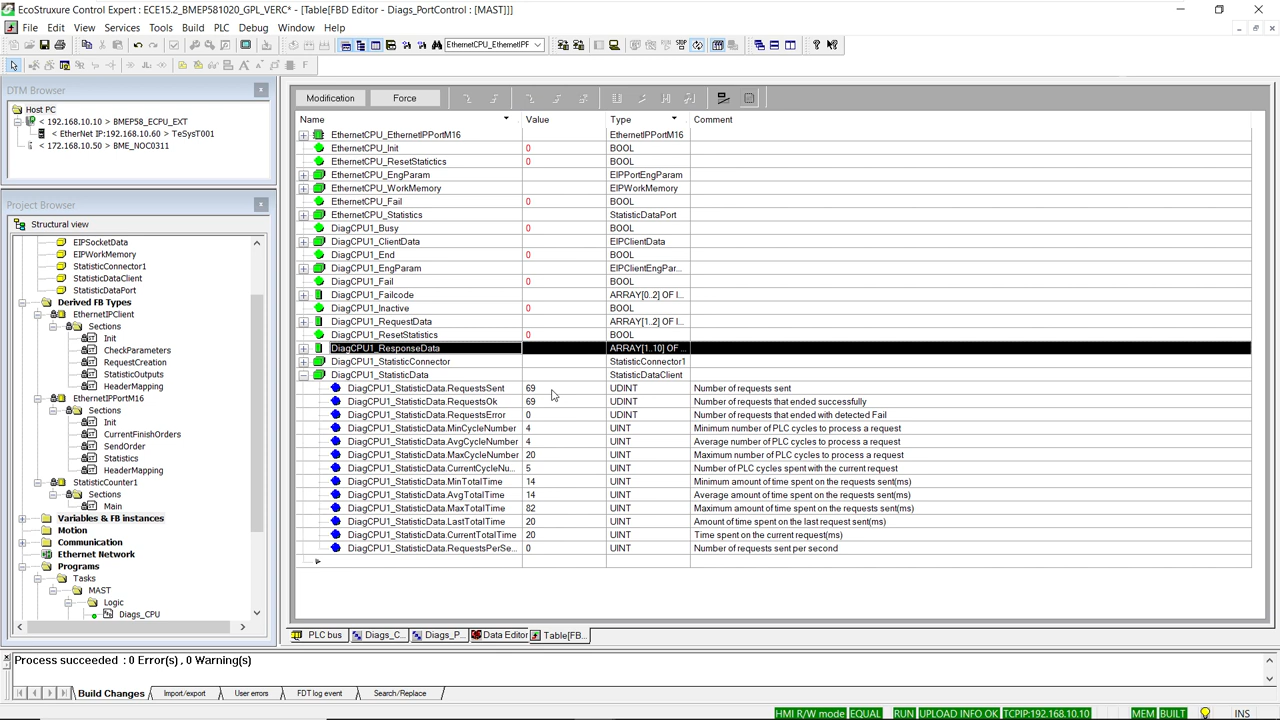 EcoStruxure Control Expert : ECE15.2_BMEP581020_GPL_VERC* - [Table[FBD Editor - Diags_PortControl : [MAST]]]
File Edit View Services Tools Build Debug PLC Window Help
EthernetCPU_EthernetIPF
DTM Browser
Host PC
< 192.168.10.10 > BMEP58_ECPU_EXT
< EtherNet IP:192.168.10.60 > TeSysT001
< 172.168.10.50 > BME_NOC0311
Project Browser
Structural view
EIPSocketData
EIPWorkMemory
StatisticConnector1
StatisticDataClient
StatisticDataPort
Derived FB Types
EthernetIPClient
Sections
Init
CheckParameters
RequestCreation
StatisticOutputs
HeaderMapping
EthernetIPPortM16
Sections
Init
CurrentFinishOrders
SendOrder
Statistics
HeaderMapping
StatisticCounter1
Sections
Main
Variables & FB instances
Motion
Communication
Ethernet Network
Programs
Tasks
MAST
Logic
Diags_CPU
Modification Force
Name Value Type Comment
EthernetCPU_EthernetIPPortM16 EthernetIPPortM16
EthernetCPU_Init 0 BOOL
EthernetCPU_ResetStatictics 0 BOOL
EthernetCPU_EngParam EIPPortEngParam
EthernetCPU_WorkMemory EIPWorkMemory
EthernetCPU_Fail 0 BOOL
EthernetCPU_Statistics StatisticDataPort
DiagCPU1_Busy 0 BOOL
DiagCPU1_ClientData EIPClientData
DiagCPU1_End 0 BOOL
DiagCPU1_EngParam EIPClientEngPar...
DiagCPU1_Fail 0 BOOL
DiagCPU1_Failcode ARRAY[0..2] OF I...
DiagCPU1_Inactive 0 BOOL
DiagCPU1_RequestData ARRAY[1..2] OF I...
DiagCPU1_ResetStatistics 0 BOOL
DiagCPU1_ResponseData ARRAY[1..10] OF ...
DiagCPU1_StatisticConnector StatisticConnector1
DiagCPU1_StatisticData StatisticDataClient
DiagCPU1_StatisticData.RequestsSent 69 UDINT Number of requests sent
DiagCPU1_StatisticData.RequestsOk 69 UDINT Number of requests that ended successfully
DiagCPU1_StatisticData.RequestsError 0 UDINT Number of requests that ended with detected Fail
DiagCPU1_StatisticData.MinCycleNumber 4 UINT Minimum number of PLC cycles to process a request
DiagCPU1_StatisticData.AvgCycleNumber 4 UINT Average number of PLC cycles to process a request
DiagCPU1_StatisticData.MaxCycleNumber 20 UINT Maximum number of PLC cycles to process a request
DiagCPU1_StatisticData.CurrentCycleNu... 5 UINT Number of PLC cycles spent with the current request
DiagCPU1_StatisticData.MinTotalTime 14 UINT Minimum amount of time spent on the requests sent(ms)
DiagCPU1_StatisticData.AvgTotalTime 14 UINT Average amount of time spent on the requests sent(ms)
DiagCPU1_StatisticData.MaxTotalTime 82 UINT Maximum amount of time spent on the requests sent(ms)
DiagCPU1_StatisticData.LastTotalTime 20 UINT Amount of time spent on the last request sent(ms)
DiagCPU1_StatisticData.CurrentTotalTime 20 UINT Time spent on the current request(ms)
DiagCPU1_StatisticData.RequestsPerSe... 0 UINT Number of requests sent per second
PLC bus Diags_C... Diags_P... Data Editor Table[FB...
Process succeeded : 0 Error(s) , 0 Warning(s)
Build Changes Import/export User errors FDT log event Search/Replace
HMI R/W mode EQUAL RUN UPLOAD INFO OK TCPIP:192.168.10.10 MEM BUILT INS